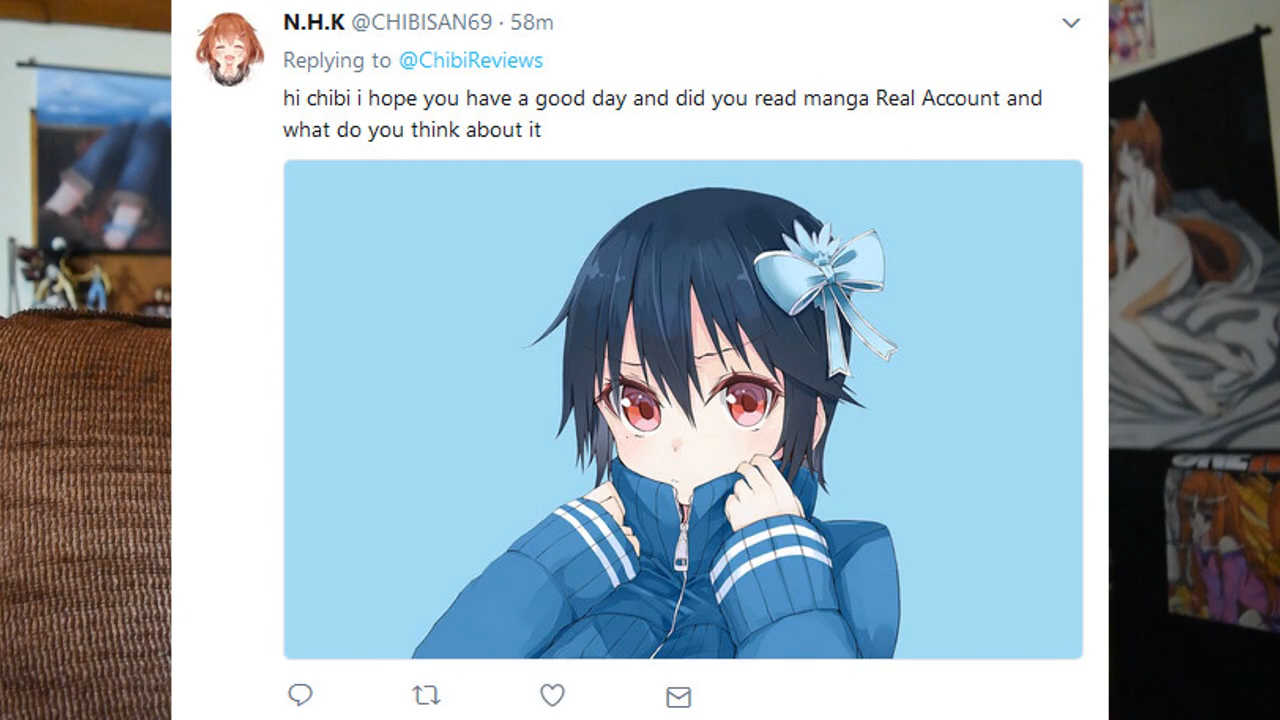 N.H.K @CHIBISAN69 · 58m
Replying to @ChibiReviews
hi chibi i hope you have a good day and did you read manga Real Account and
what do you think about it